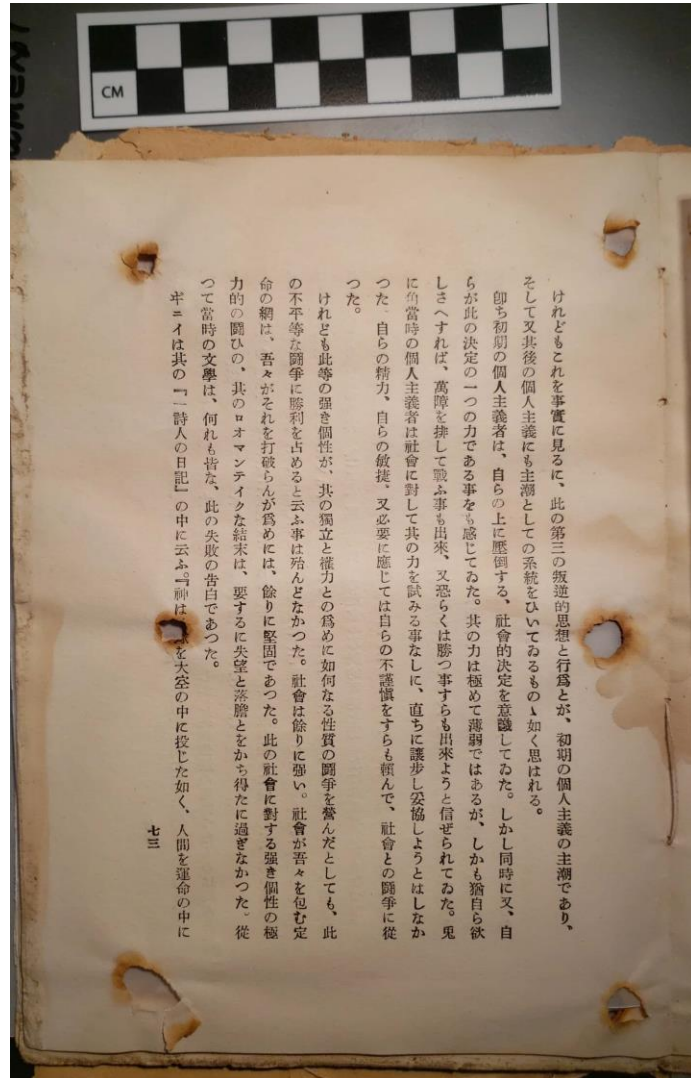 CM
けれどもこれを事實に見るに、此の第三の叛逆的思想と行爲とが、初期の個人主義の主潮であり、
そして又其後の個人主義にも主潮としての系統をひいてゐるものゝ如く思はれる。
卽ち初期の個人主義者は、自らの上に壓倒する、社會的決定を意識してゐた。しかし同時に又、自
らが此の決定の一つの力である事をも感じてゐた。其の力は極めて薄弱ではあるが、しかも猶自ら欲
しさへすれば、萬障を排して戰ふ事も出來、又恐らくは勝つ事すらも出來ようと信ぜられてゐた。兎
に角當時の個人主義者は社會に對して其の力を試みる事なしに、直ちに讓步し妥協しようとはしなか
つた 自らの精力、自らの敏捷、又必要に應じては自らの不謹愼をすらも賴んで、社會との鬪爭に從
つた。
けれども此等の强き個性が、其の獨立と權力との爲めに如何なる性質の鬪爭を營んだとしても、此
の不平等な鬪爭に勝利を占めると云ふ事は殆んどなかつた。社會は餘りに强い。社會が吾々を包む定
命の網は、吾々がそれを打破らんが爲めには、餘りに堅固であつた。此の社會に對する强き個性の極
力的の鬪ひの、其のロオマンテイクな結末は、要するに失望と落膽とをかち得たに過ぎなかつた。從
つて當時の文學は、何れも皆な、此の失敗の告白であつた。
ギニイは其の『一詩人の日記』の中に云ふ。『神は を大空の中に投じた如く、人間を運命の中に
七三